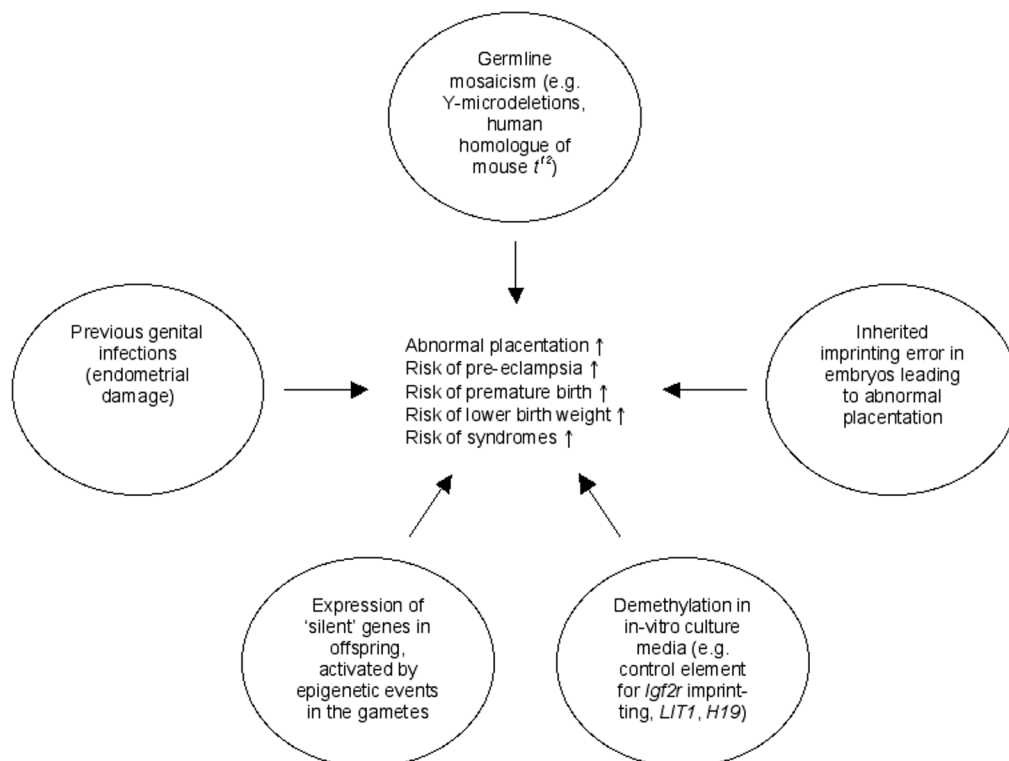 Germline
mosaicism (e.g.
Y-microdeletions,
human
homologue of
mouse t¹²)
Previous genital
infections
(endometrial
damage)
Abnormal placentation ↑
Risk of pre-eclampsia ↑
Risk of premature birth ↑
Risk of lower birth weight ↑
Risk of syndromes ↑
Inherited
imprinting error in
embryos leading
to abnormal
placentation
Expression of
‘silent’ genes in
offspring,
activated by
epigenetic events
in the gametes
Demethylation in
in-vitro culture
media (e.g.
control element
for Igf2r imprint-
ting, LIT1, H19)